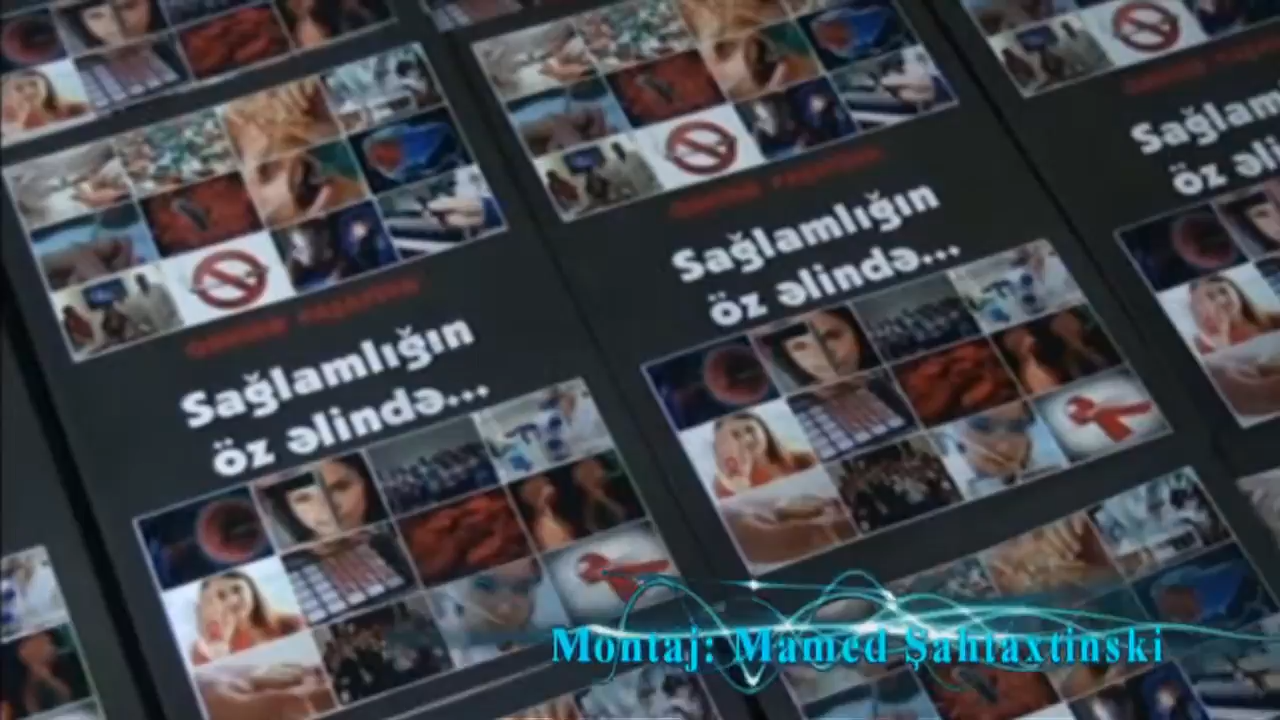 Sağlamlığın
öz əlində...
Sağlamlığın
öz əlində...
Sağlam
öz əli
Montaj: Mamed Şahtaxtinski